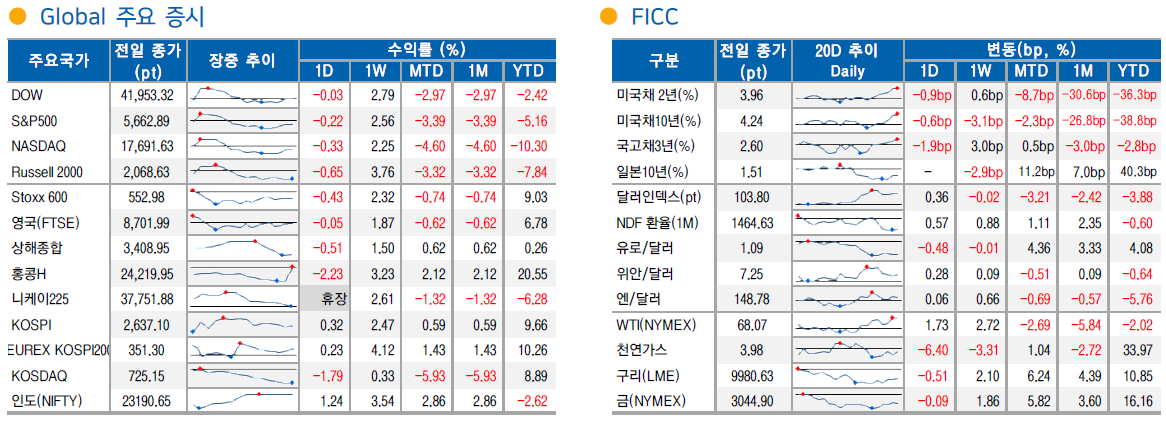 Global 주요 증시
주요국가 전일 종가 (pt) 장중 추이 수익률 (%)
1D 1W MTD 1M YTD
DOW 41,953.32 −0.03 2.79 −2.97 −2.97 −2.42
S&P500 5,662.89 −0.22 2.56 −3.39 −3.39 −5.16
NASDAQ 17,691.63 −0.33 2.25 −4.60 −4.60 −10.30
Russell 2000 2,068.63 −0.65 3.76 −3.32 −3.32 −7.84
Stoxx 600 552.98 −0.43 2.32 −0.74 −0.74 9.03
영국(FTSE) 8,701.99 −0.05 1.87 −0.62 −0.62 6.78
상해종합 3,408.95 −0.51 1.50 0.62 0.62 0.26
홍콩H 24,219.95 −2.23 3.23 2.12 2.12 20.55
니케이225 37,751.88 휴장 2.61 −1.32 −1.32 −6.28
KOSPI 2,637.10 0.32 2.47 0.59 0.59 9.66
EUREX KOSPI200 351.30 0.23 4.12 1.43 1.43 10.26
KOSDAQ 725.15 −1.79 0.33 −5.93 −5.93 8.89
인도(NIFTY) 23190.65 1.24 3.54 2.86 2.86 −2.62
FICC
구분 전일 종가 (pt) 20D 추이 Daily 변동(bp, %)
1D 1W MTD 1M YTD
미국채 2년(%) 3.96 −0.9bp 0.6bp −8.7bp −30.6bp −36.3bp
미국채10년(%) 4.24 −0.6bp −3.1bp −2.3bp −26.8bp −38.8bp
국고채3년(%) 2.60 −1.9bp 3.0bp 0.5bp −3.0bp −2.8bp
일본10년(%) 1.51 − −2.9bp 11.2bp 7.0bp 40.3bp
달러인덱스(pt) 103.80 0.36 −0.02 −3.21 −2.42 −3.88
NDF 환율(1M) 1464.63 0.57 0.88 1.11 2.35 −0.60
유로/달러 1.09 −0.48 −0.01 4.36 3.33 4.08
위안/달러 7.25 0.28 0.09 −0.51 0.09 −0.64
엔/달러 148.78 0.06 0.66 −0.69 −0.57 −5.76
WTI(NYMEX) 68.07 1.73 2.72 −2.69 −5.84 −2.02
천연가스 3.98 −6.40 −3.31 1.04 −2.72 33.97
구리(LME) 9980.63 −0.51 2.10 6.24 4.39 10.85
금(NYMEX) 3044.90 −0.09 1.86 5.82 3.60 16.16